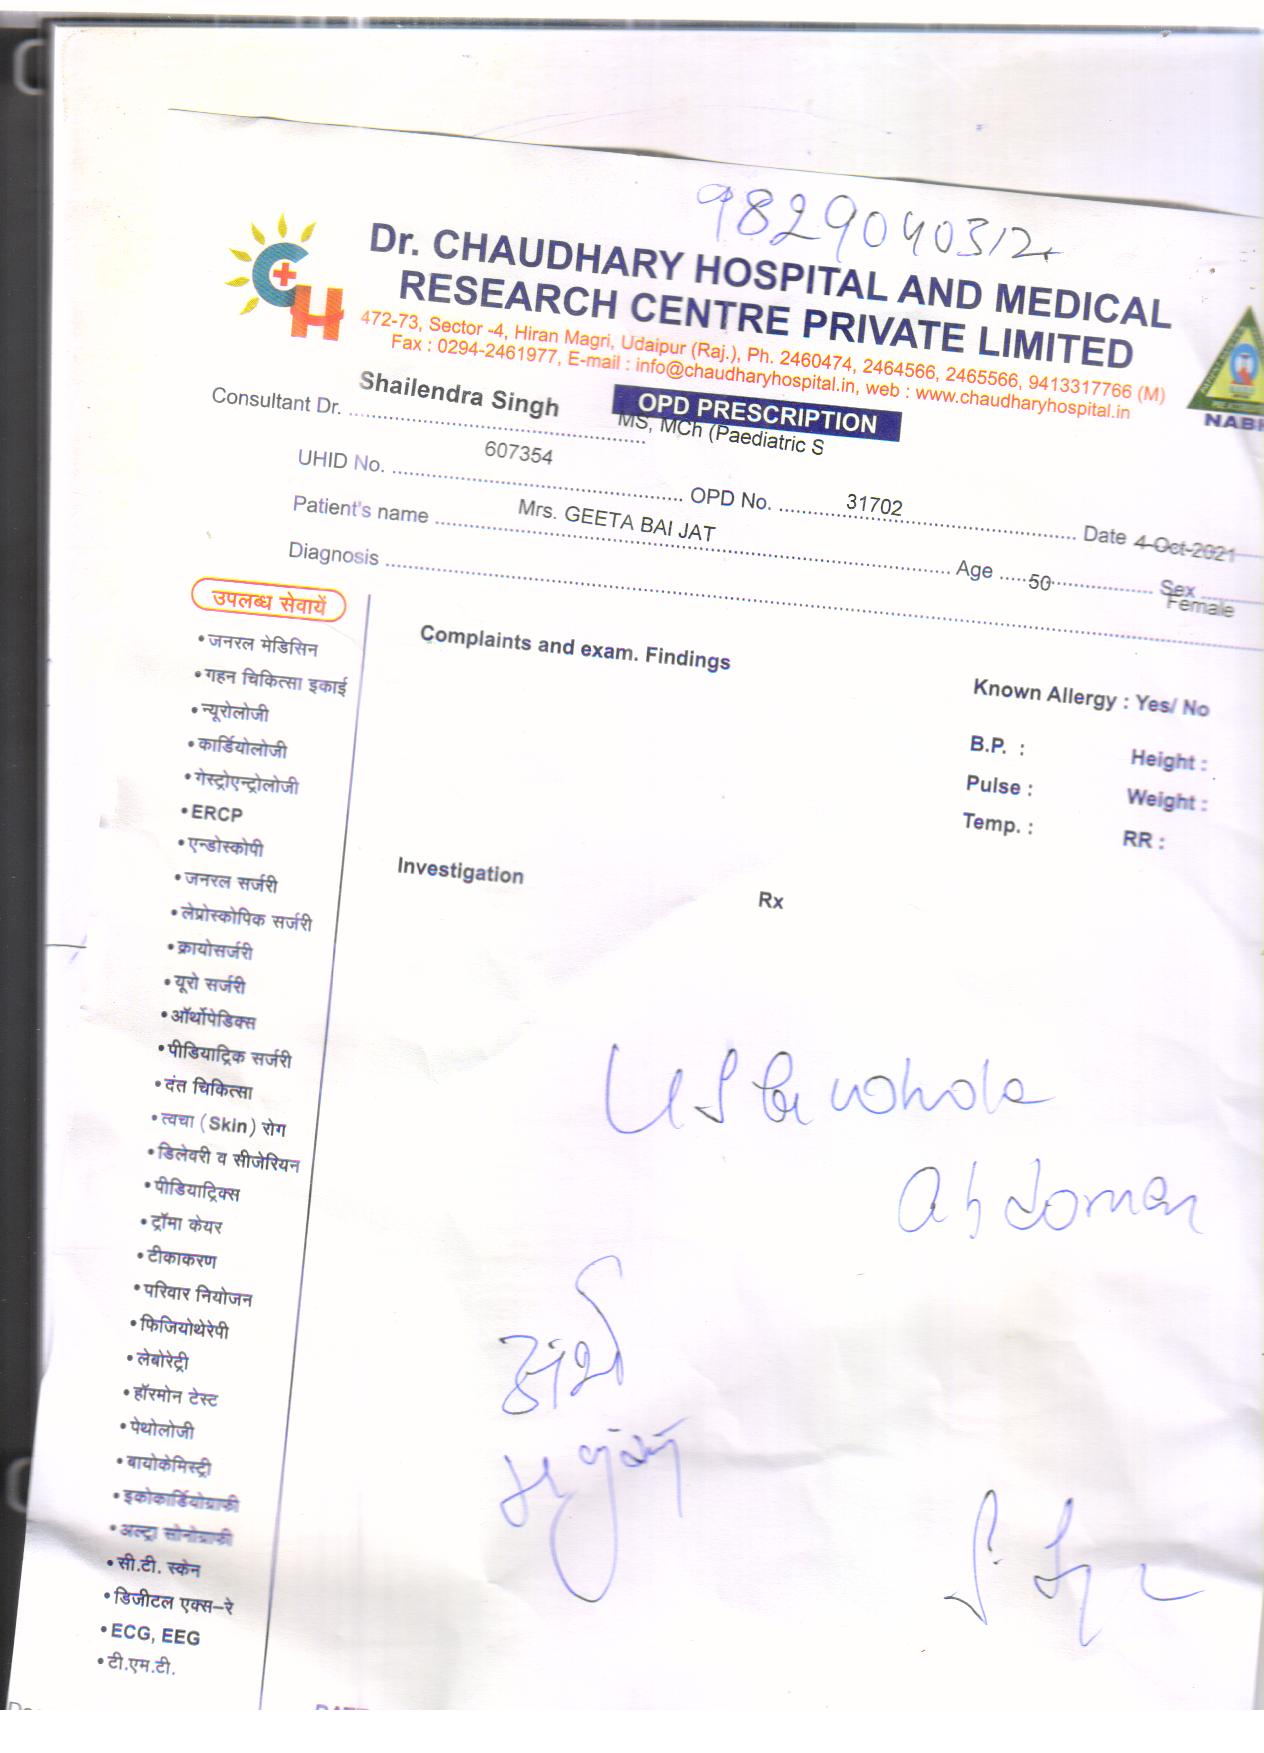 9829040312
Dr. CHAUDHARY HOSPITAL AND MEDICAL
RESEARCH CENTRE PRIVATE LIMITED
472-73, Sector -4, Hiran Magri, Udaipur (Raj.), Ph. 2460474, 2464566, 2465566, 9413317766 (M)
Fax : 0294-2461977, E-mail : info@chaudharyhospital.in, web : www.chaudharyhospital.in
NABH
OPD PRESCRIPTION
Consultant Dr. Shailendra Singh MS, MCh (Paediatric S
UHID No. 607354 OPD No. 31702 Date 4-Oct-2021
Patient's name Mrs. GEETA BAI JAT Age 50 Sex Female
Diagnosis
उपलब्ध सेवायें
• जनरल मेडिसिन
• गहन चिकित्सा इकाई
• न्यूरोलोजी
• कार्डियोलोजी
• गेस्ट्रोएन्ट्रोलोजी
• ERCP
• एन्डोस्कोपी
• जनरल सर्जरी
• लेप्रोस्कोपिक सर्जरी
• क्रायोसर्जरी
• यूरो सर्जरी
• ऑर्थोपेडिक्स
• पीडियाट्रिक सर्जरी
• दंत चिकित्सा
• त्वचा (Skin) रोग
• डिलेवरी व सीजेरियन
• पीडियाट्रिक्स
• ट्रॉमा केयर
• टीकाकरण
• परिवार नियोजन
• फिजियोथेरेपी
• लेबोरेट्री
• हॉरमोन टेस्ट
• पेथोलोजी
• बायोकेमिस्ट्री
• इकोकार्डियोग्राफी
• अल्ट्रा सोनोग्राफी
• सी.टी. स्केन
• डिजीटल एक्स–रे
• ECG, EEG
• टी.एम.टी.
Complaints and exam. Findings
Known Allergy : Yes/ No
B.P. : Height :
Pulse : Weight :
Temp. : RR :
Investigation
Rx
USG whole
abdomen